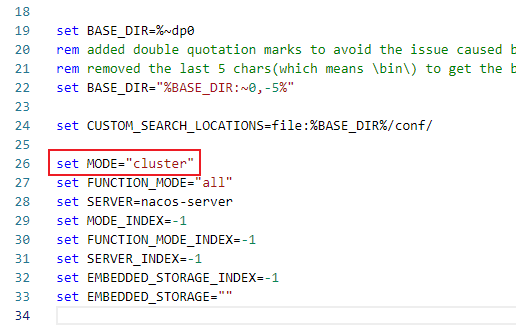 18
19 set BASE_DIR=%~dp0
20 rem added double quotation marks to avoid the issue caused b
21 rem removed the last 5 chars(which means \bin\) to get the b
22 set BASE_DIR="%BASE_DIR:~0,-5%"
23
24 set CUSTOM_SEARCH_LOCATIONS=file:%BASE_DIR%/conf/
25
26 set MODE="cluster"
27 set FUNCTION_MODE="all"
28 set SERVER=nacos-server
29 set MODE_INDEX=-1
30 set FUNCTION_MODE_INDEX=-1
31 set SERVER_INDEX=-1
32 set EMBEDDED_STORAGE_INDEX=-1
33 set EMBEDDED_STORAGE=""
34